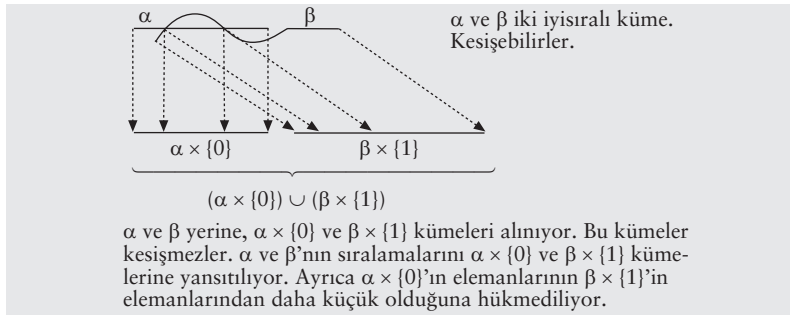 α
β
α ve β iki iyisıralı küme.
Kesişebilirler.
α × {0}
β × {1}
(α × {0}) ∪ (β × {1})
α ve β yerine, α × {0} ve β × {1} kümeleri alınıyor. Bu kümeler
kesişmezler. α ve β’nın sıralamalarını α × {0} ve β × {1} küme-
lerine yansıtılıyor. Ayrıca α × {0}’ın elemanlarının β × {1}’in
elemanlarından daha küçük olduğuna hükmediliyor.